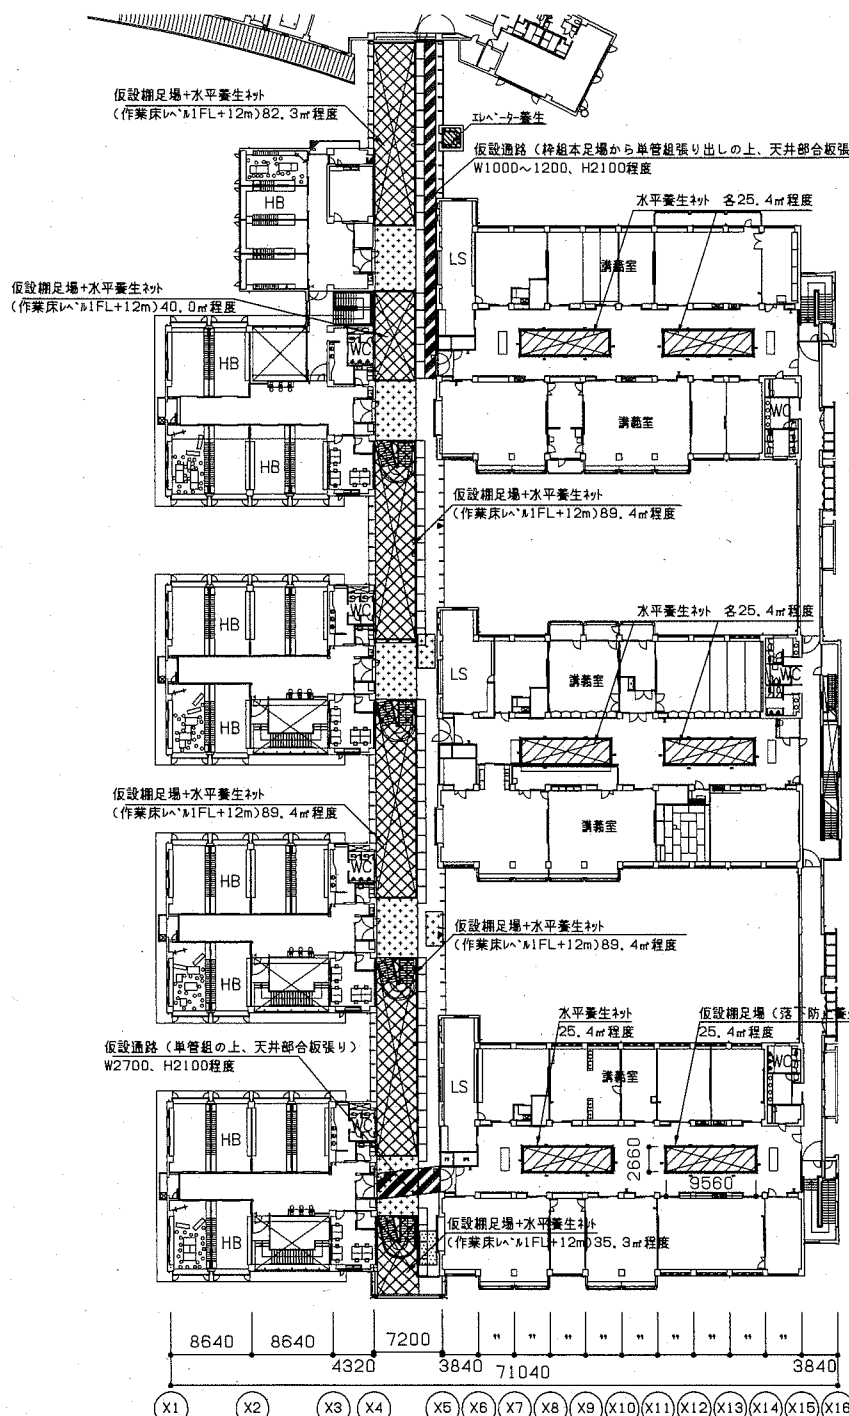 仮設棚足場+水平養生ネット
(作業床レベル1FL+12m)82.3㎡程度
エレベーター養生
仮設通路(枠組本足場から単管組張り出しの上、天井部合板張
W1000~1200、H2100程度
水平養生ネット 各25.4㎡程度
HB
LS
講義室
仮設棚足場+水平養生ネット
(作業床レベル1FL+12m)40.0㎡程度
HB
WC
講義室
WC
HB
仮設棚足場+水平養生ネット
(作業床レベル1FL+12m)89.4㎡程度
水平養生ネット 各25.4㎡程度
HB
WC
LS
講義室
WC
HB
仮設棚足場+水平養生ネット
(作業床レベル1FL+12m)89.4㎡程度
講義室
HB
WC
仮設棚足場+水平養生ネット
(作業床レベル1FL+12m)89.4㎡程度
HB
水平養生ネット
25.4㎡程度
仮設棚足場(落下防止養生
25.4㎡程度
仮設通路(単管組の上、天井部合板張り)
W2700、H2100程度
LS
講義室
WC
HB
WC
2660
9560
HB
仮設棚足場+水平養生ネット
(作業床レベル1FL+12m)35.3㎡程度
8640
8640
7200
" " " " " " " " "
4320
3840
71040
3840
X1 X2 X3 X4 X5 X6 X7 X8 X9 X10 X11 X12 X13 X14 X15 X16